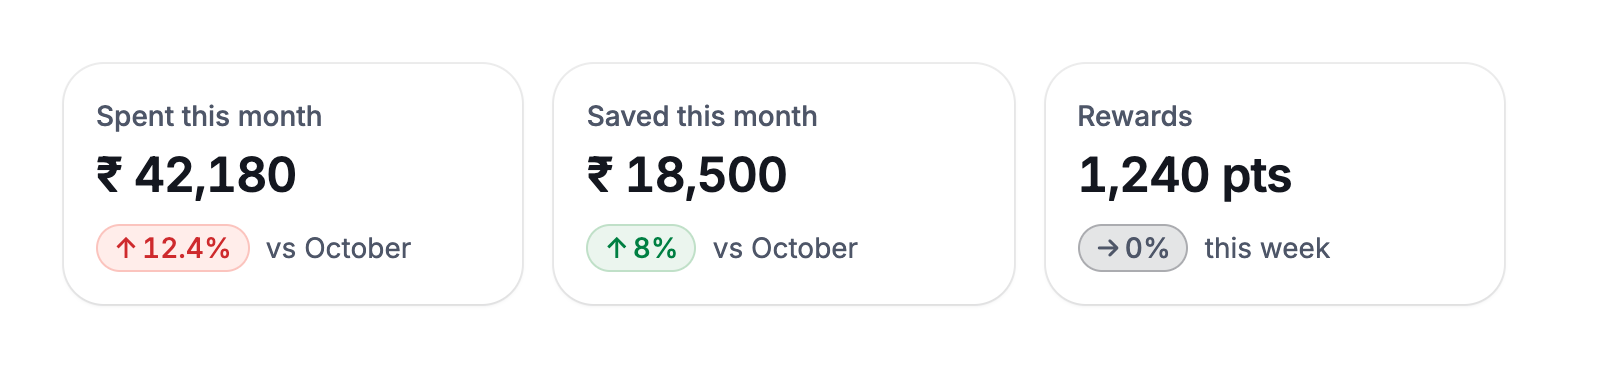 Spent this month
₹ 42,180
↑ 12.4% vs October
Saved this month
₹ 18,500
↑ 8% vs October
Rewards
1,240 pts
→ 0% this week